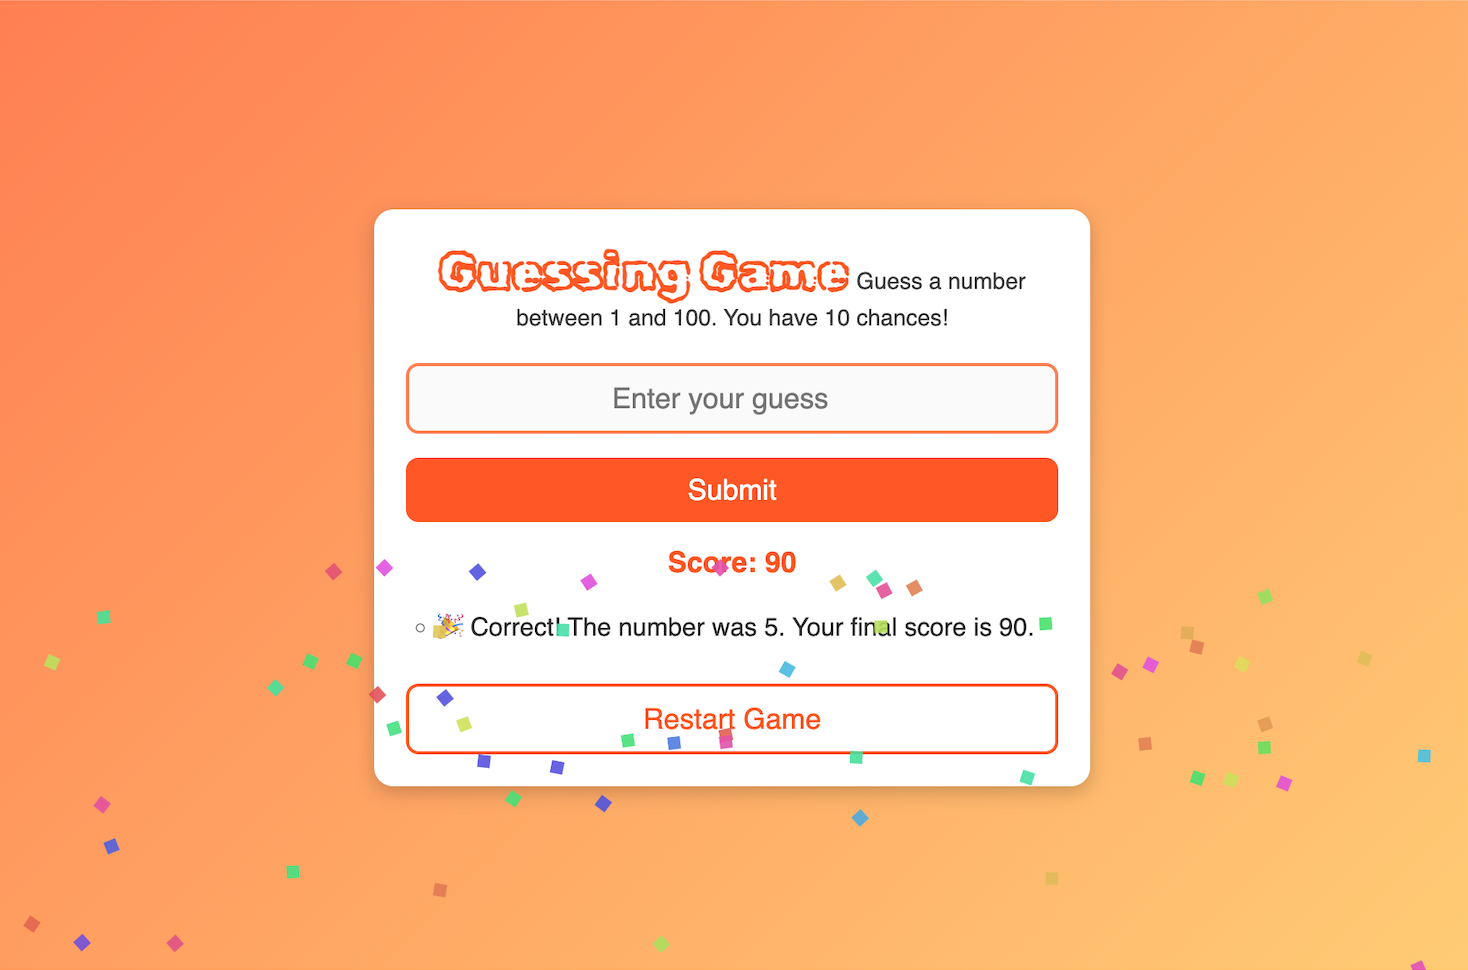 Guessing Game Guess a number
between 1 and 100. You have 10 chances!
Enter your guess
Submit
Score: 90
🎉 Correct! The number was 5. Your final score is 90.
Restart Game